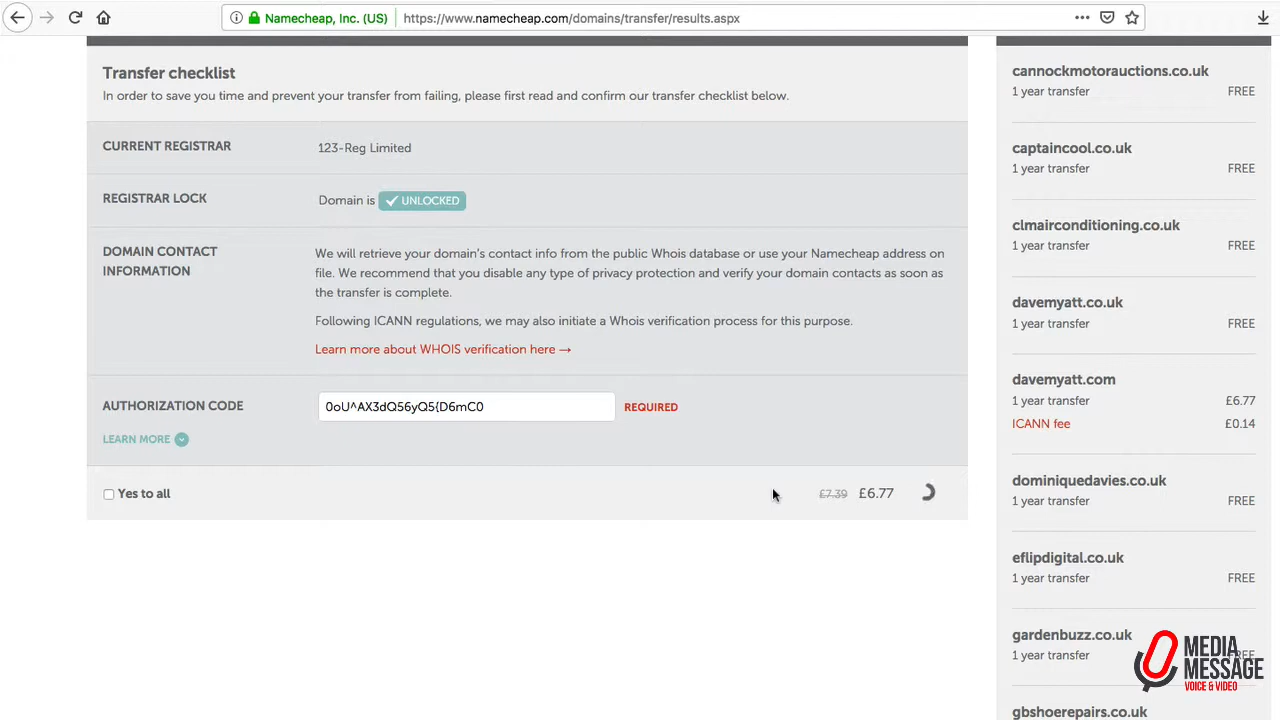 Namecheap, Inc. (US)
https://www.namecheap.com/domains/transfer/results.aspx
Transfer checklist
In order to save you time and prevent your transfer from failing, please first read and confirm our transfer checklist below.
CURRENT REGISTRAR
123-Reg Limited
REGISTRAR LOCK
Domain is UNLOCKED
DOMAIN CONTACT
INFORMATION
We will retrieve your domain's contact info from the public Whois database or use your Namecheap address on
file. We recommend that you disable any type of privacy protection and verify your domain contacts as soon as
the transfer is complete.
Following ICANN regulations, we may also initiate a Whois verification process for this purpose.
Learn more about WHOIS verification here →
AUTHORIZATION CODE
0oU^AX3dQ56yQ5{D6mC0
REQUIRED
LEARN MORE
Yes to all
£7.39 £6.77
cannockmotorauctions.co.uk
1 year transfer FREE
captaincool.co.uk
1 year transfer FREE
clmairconditioning.co.uk
1 year transfer FREE
davemyatt.co.uk
1 year transfer FREE
davemyatt.com
1 year transfer £6.77
ICANN fee £0.14
dominiquedavies.co.uk
1 year transfer FREE
eflipdigital.co.uk
1 year transfer FREE
gardenbuzz.co.uk
1 year transfer FREE
gbshoerepairs.co.uk
MEDIA
MESSAGE
VOICE & VIDEO